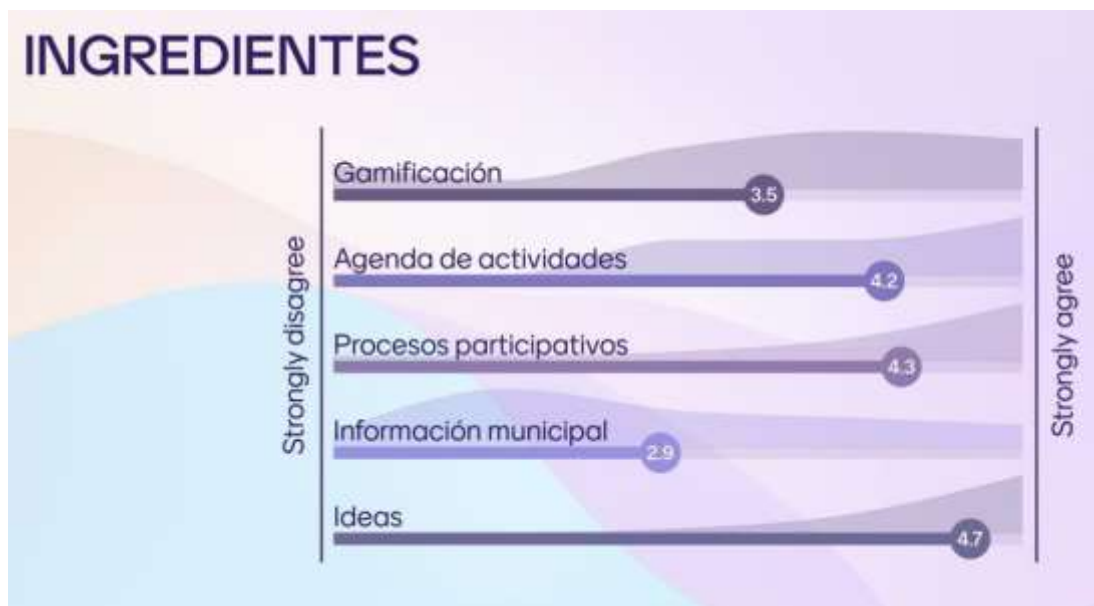 INGREDIENTES
Strongly disagree
Gamificación
3.5
Agenda de actividades
4.2
Procesos participativos
4.3
Información municipal
2.9
Ideas
4.7
Strongly agree